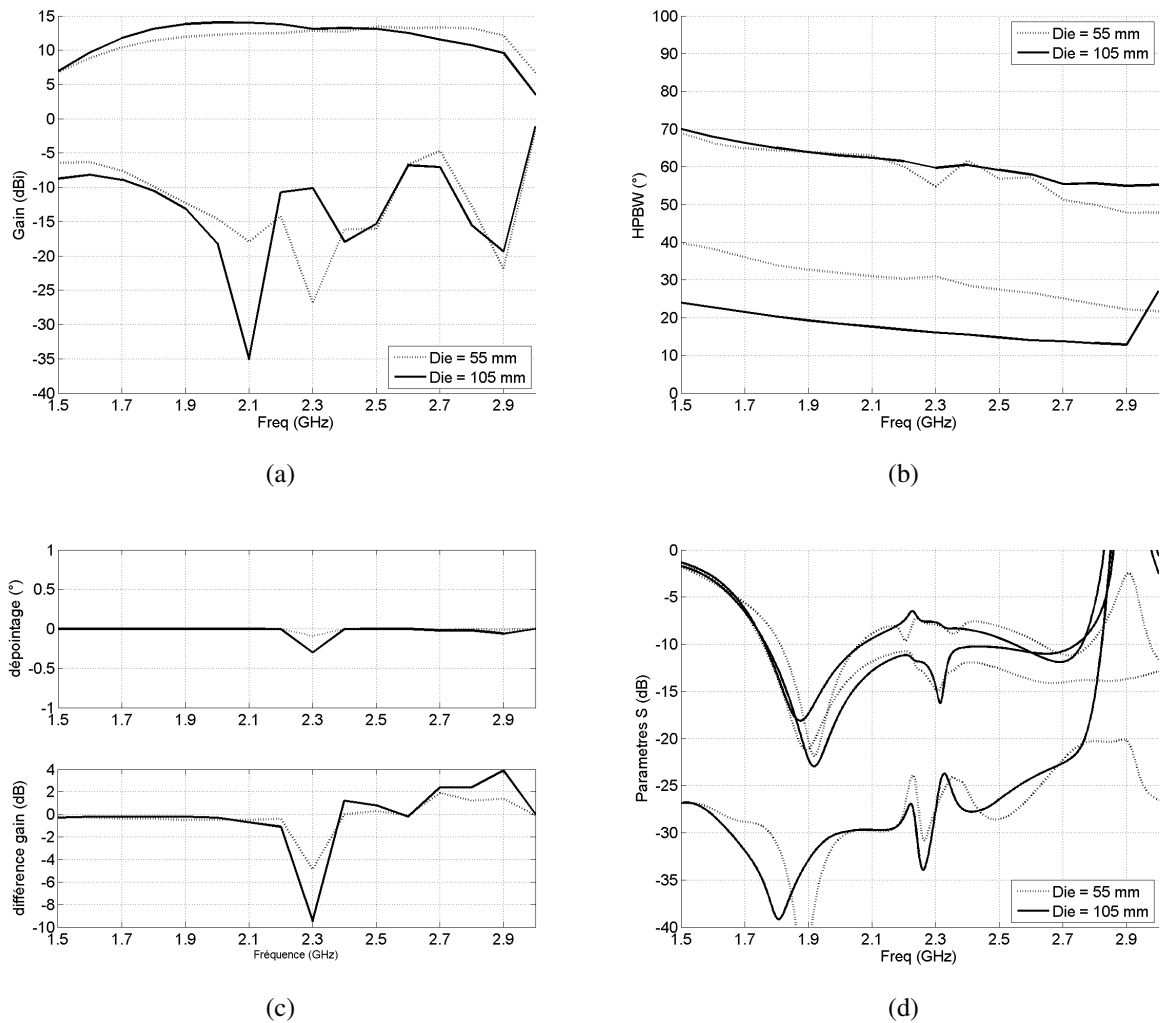 15
10
5
0
-5
-10
-15
-20
-25
-30
-35
-40
Gain (dBi)
1.5 1.7 1.9 2.1 2.3 2.5 2.7 2.9
Freq (GHz)
Die = 55 mm
Die = 105 mm
(a)
100
90
80
70
60
50
40
30
20
10
0
HPBW (°)
1.5 1.7 1.9 2.1 2.3 2.5 2.7 2.9
Freq (GHz)
Die = 55 mm
Die = 105 mm
(b)
1
0.5
0
-0.5
-1
dépointage (°)
1.5 1.7 1.9 2.1 2.3 2.5 2.7 2.9
4
2
0
-2
-4
-6
-8
-10
différence gain (dB)
1.5 1.7 1.9 2.1 2.3 2.5 2.7 2.9
Fréquence (GHz)
(c)
0
-5
-10
-15
-20
-25
-30
-35
-40
Parametres S (dB)
1.5 1.7 1.9 2.1 2.3 2.5 2.7 2.9
Freq (GHz)
Die = 55 mm
Die = 105 mm
(d)